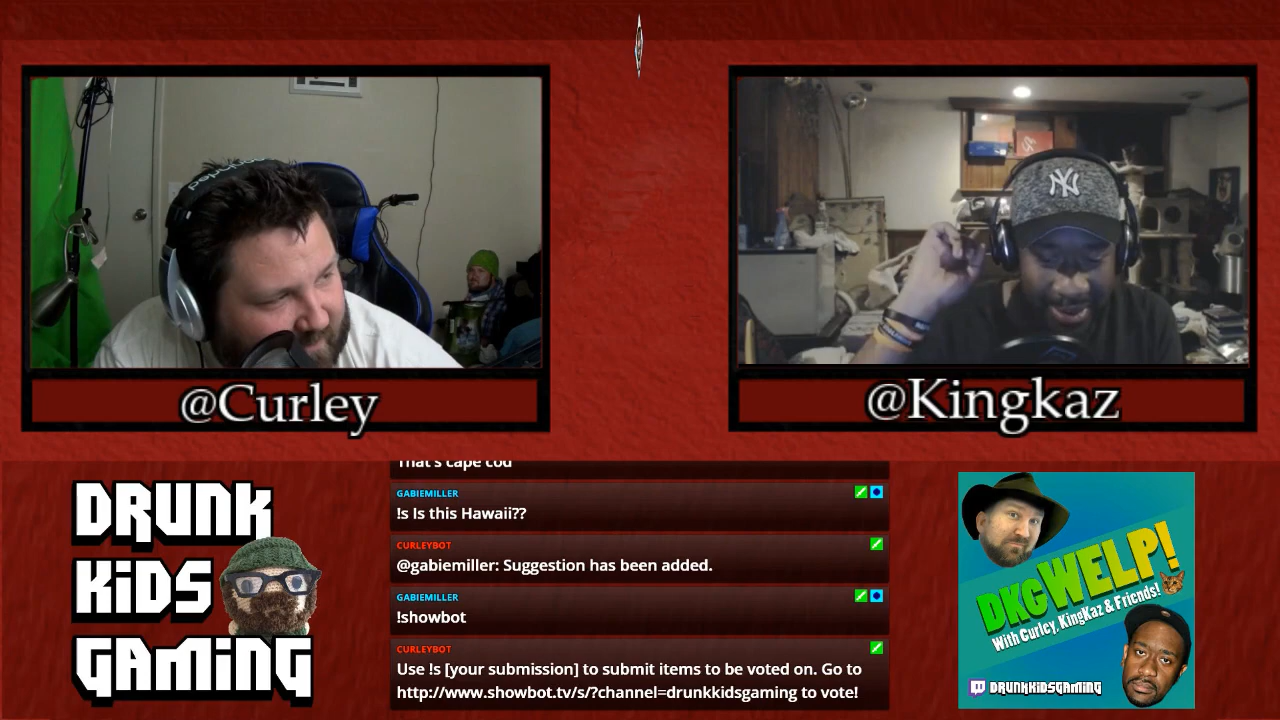 @Curley
@Kingkaz
NY
DRUNK
KiDS
GAMiNG
That's cape cod
GABIEMILLER
!s Is this Hawaii??
CURLEYBOT
@gabiemiller: Suggestion has been added.
GABIEMILLER
!showbot
CURLEYBOT
Use !s [your submission] to submit items to be voted on. Go to
http://www.showbot.tv/s/?channel=drunkkidsgaming to vote!
DKGWELP!
With Curley, KingKaz & Friends!
DRUNKKiDSGAMiNG